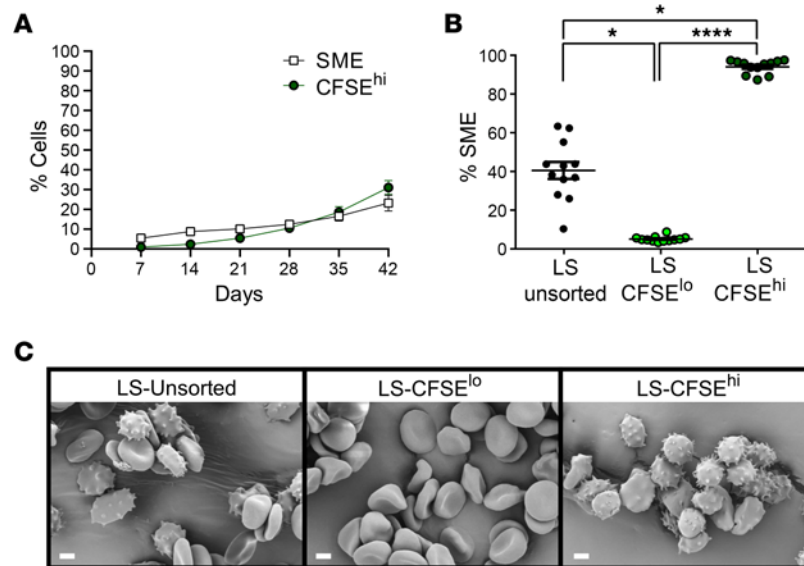 A
SME
CFSEhi
% Cells
100
90
80
70
60
50
40
30
20
10
0
0 7 14 21 28 35 42
Days
B
*
* ****
% SME
100
80
60
40
20
0
LS LS LS
unsorted CFSElo CFSEhi
C
LS-Unsorted LS-CFSElo LS-CFSEhi